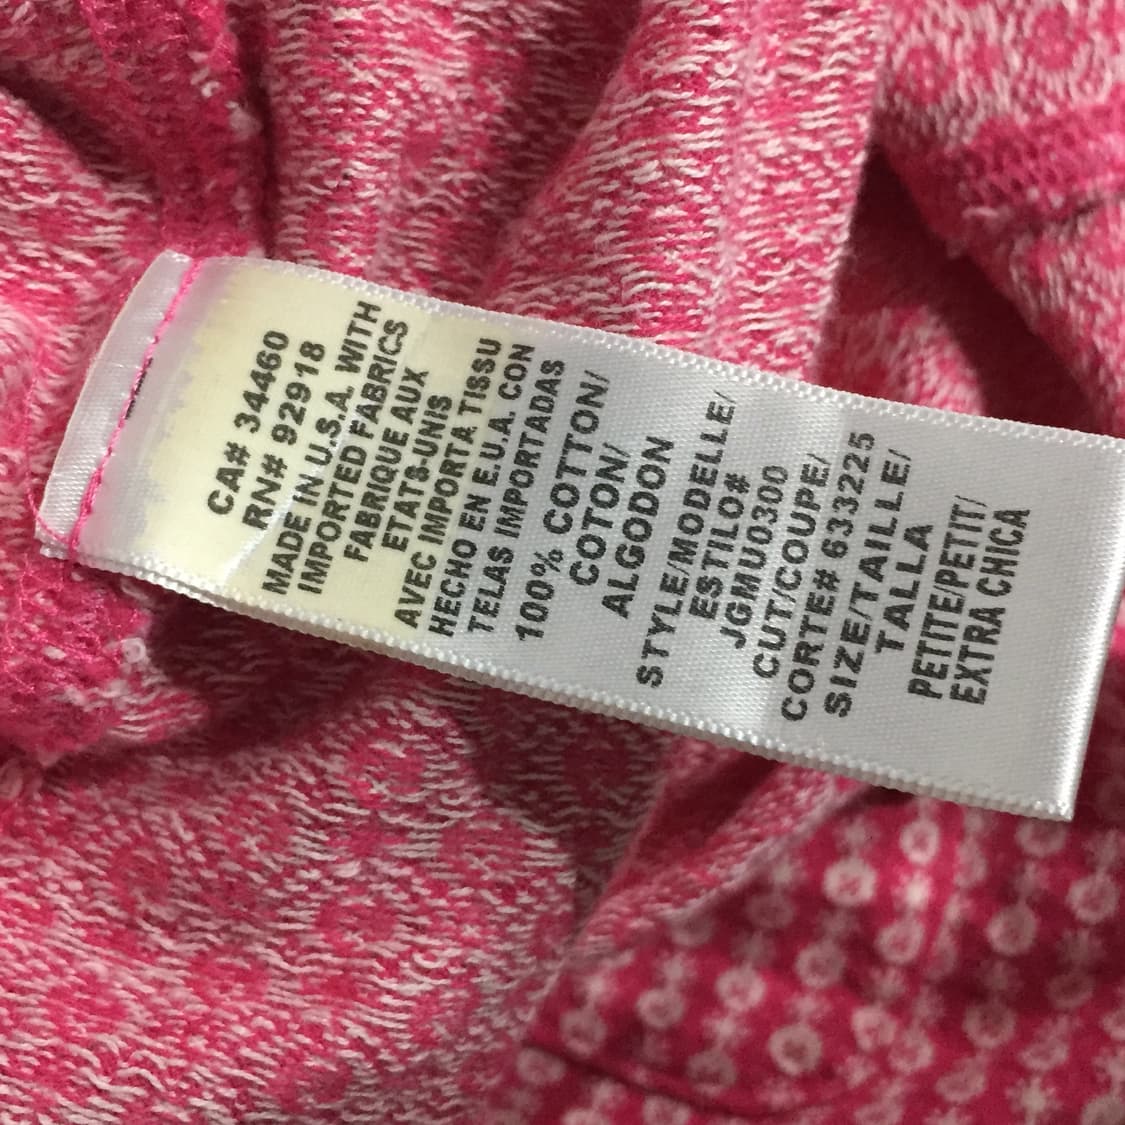 CA# 34460
RN# 92918
MADE IN U.S.A. WITH
IMPORTED FABRICS
FABRIQUE AUX
ETATS-UNIS
AVEC IMPORTA TISSU
HECHO EN E.U.A. CON
TELAS IMPORTADAS
100% COTTON/
COTON/
ALGODON
STYLE/MODELLE/
ESTILO#
JGMU0300
CUT/COUPE/
CORTE# 633225
SIZE/TAILLE/
TALLA
PETITE/PETIT/
EXTRA CHICA